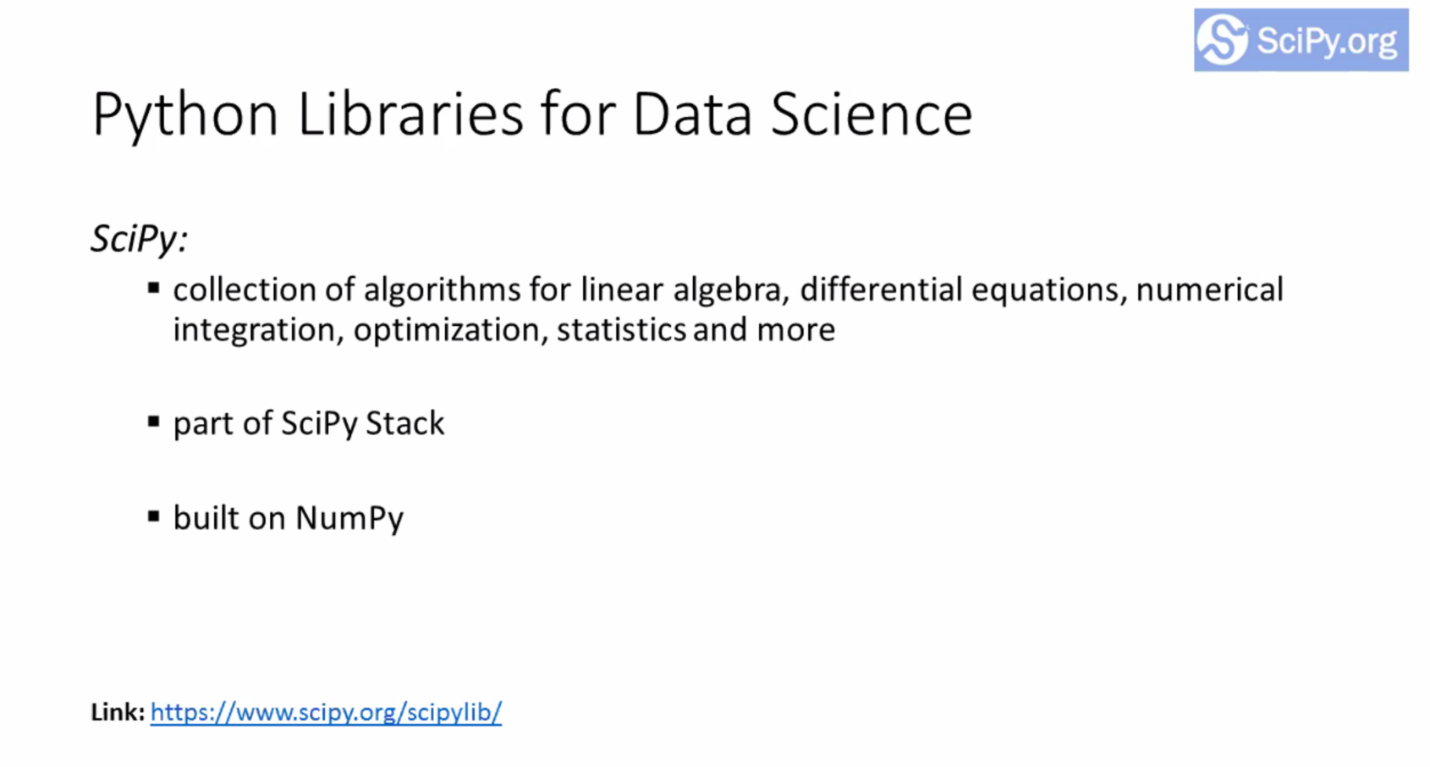 SciPy.org
Python Libraries for Data Science
SciPy:
▪ collection of algorithms for linear algebra, differential equations, numerical
integration, optimization, statistics and more
▪ part of SciPy Stack
▪ built on NumPy
Link: https://www.scipy.org/scipylib/